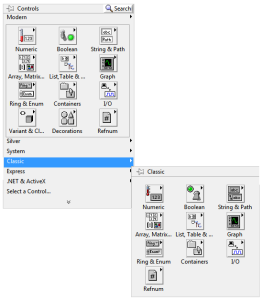 Controls
Search
Modern
Numeric
Boolean
String & Path
Array, Matrix...
List, Table & ...
Graph
Ring & Enum
Containers
I/O
Variant & Cl...
Decorations
Refnum
Silver
System
Classic
Express
.NET & ActiveX
Select a Control...
Classic
Numeric
Boolean
String & Path
Array, Matrix...
List, Table & ...
Graph
Ring & Enum
Containers
I/O
Refnum